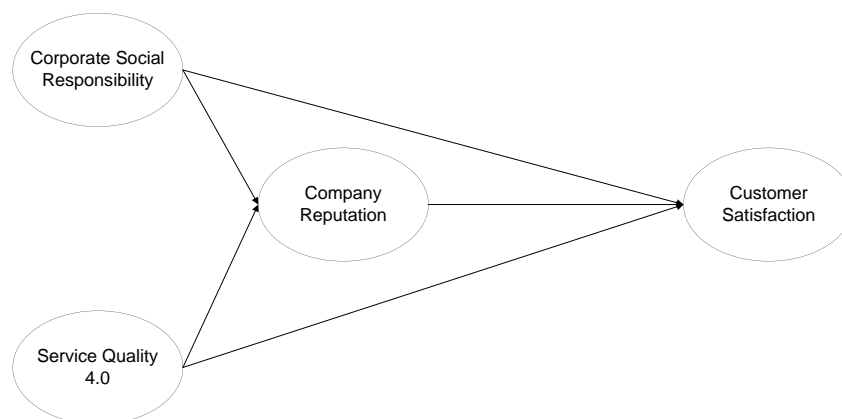 Corporate Social
Responsibility
Company
Reputation
Customer
Satisfaction
Service Quality
4.0